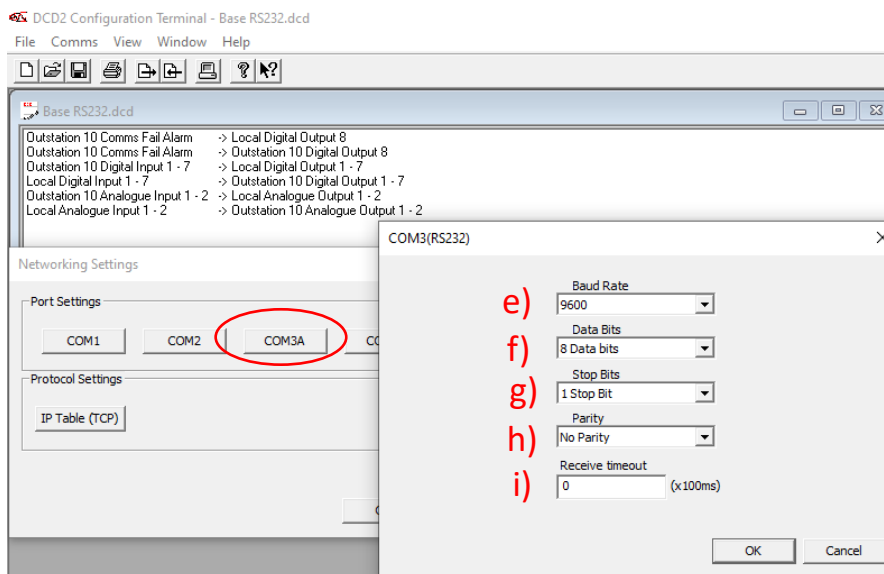 DCD2 Configuration Terminal - Base RS232.dcd
File Comms View Window Help
Base RS232.dcd
Outstation 10 Comms Fail Alarm -> Local Digital Output 8
Outstation 10 Comms Fail Alarm -> Outstation 10 Digital Output 8
Outstation 10 Digital Input 1 - 7 -> Local Digital Output 1 - 7
Local Digital Input 1 - 7 -> Outstation 10 Digital Output 1 - 7
Outstation 10 Analogue Input 1 - 2 -> Local Analogue Output 1 - 2
Local Analogue Input 1 - 2 -> Outstation 10 Analogue Output 1 - 2
Networking Settings
Port Settings
COM1 COM2 COM3A
Protocol Settings
IP Table (TCP)
COM3(RS232)
Baud Rate
e) 9600
Data Bits
f) 8 Data bits
Stop Bits
g) 1 Stop Bit
Parity
h) No Parity
Receive timeout
i) 0 (x100ms)
OK Cancel